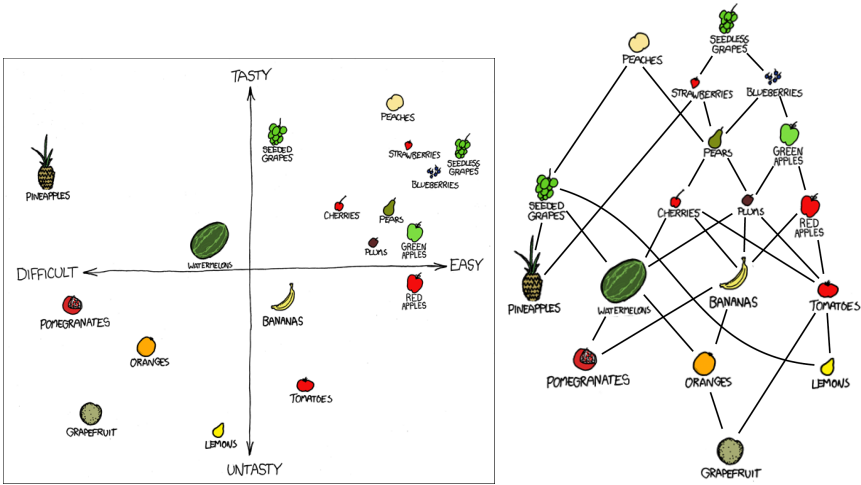 TASTY
PEACHES
SEEDED
GRAPES
STRAWBERRIES
SEEDLESS
GRAPES
BLUEBERRIES
PINEAPPLES
CHERRIES
PEARS
PLUMS
GREEN
APPLES
WATERMELONS
DIFFICULT
EASY
RED
APPLES
POMEGRANATES
BANANAS
ORANGES
TOMATOES
GRAPEFRUIT
LEMONS
UNTASTY
SEEDLESS
GRAPES
PEACHES
STRAWBERRIES
BLUEBERRIES
PEARS
GREEN
APPLES
SEEDED
GRAPES
CHERRIES
PLUMS
RED
APPLES
PINEAPPLES
WATERMELONS
BANANAS
TOMATOES
POMEGRANATES
ORANGES
LEMONS
GRAPEFRUIT